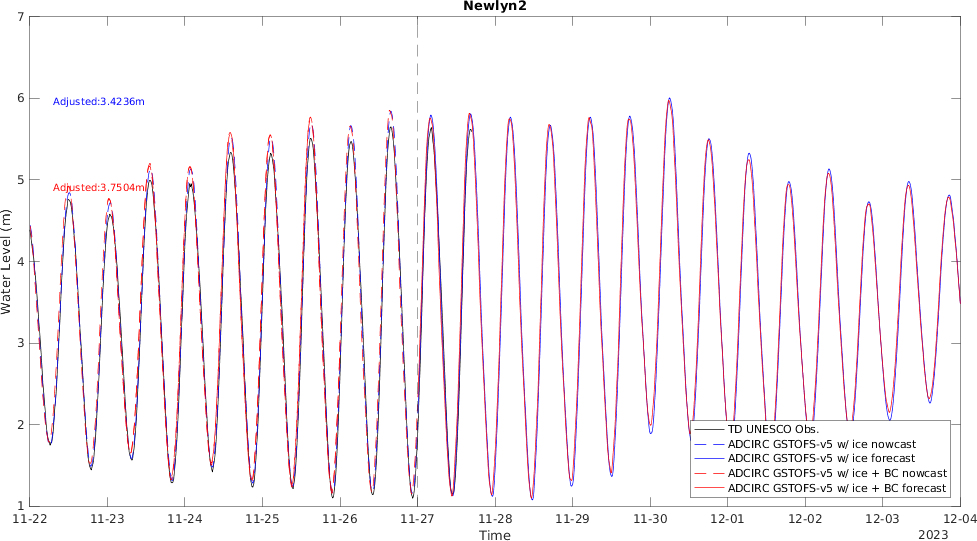 Newlyn2
7
6
5
4
3
2
1
Water Level (m)
Adjusted:3.4236m
Adjusted:3.7504m
TD UNESCO Obs.
ADCIRC GSTOFS-v5 w/ ice nowcast
ADCIRC GSTOFS-v5 w/ ice forecast
ADCIRC GSTOFS-v5 w/ ice + BC nowcast
ADCIRC GSTOFS-v5 w/ ice + BC forecast
11-22 11-23 11-24 11-25 11-26 11-27 11-28 11-29 11-30 12-01 12-02 12-03 12-04
Time
2023